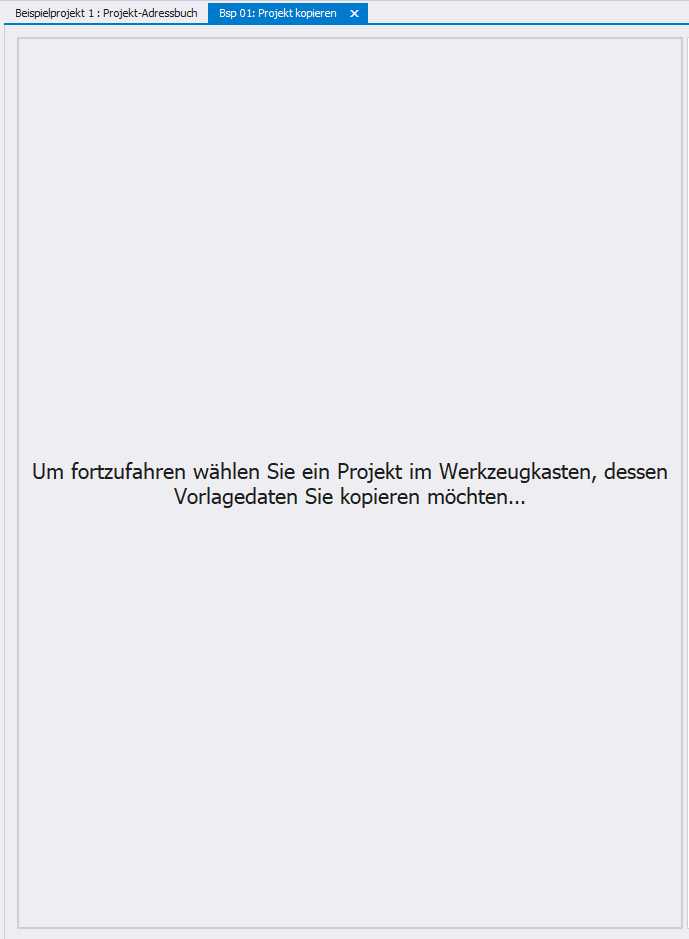 Beispielprojekt 1 : Projekt-Adressbuch Bsp 01: Projekt kopieren
Um fortzufahren wählen Sie ein Projekt im Werkzeugkasten, dessen
Vorlagedaten Sie kopieren möchten...